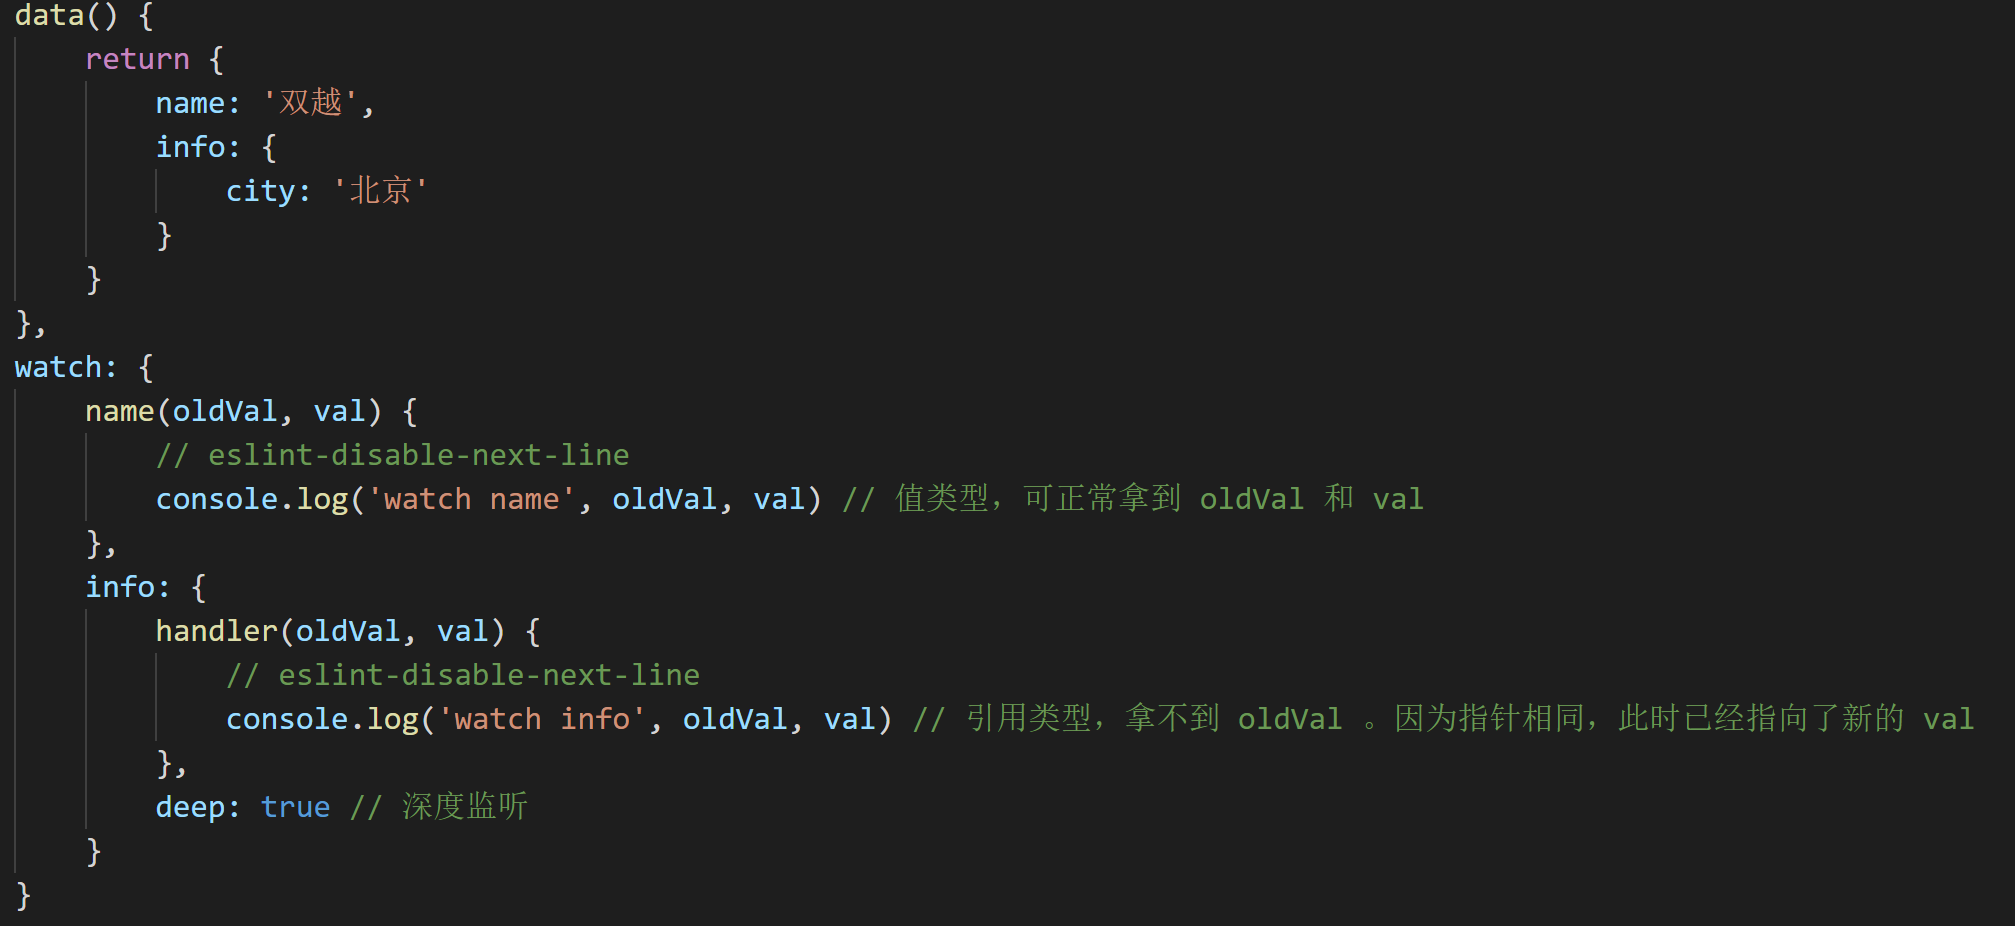 data() {
    return {
        name: '双越',
        info: {
            city: '北京'
        }
    }
},
watch: {
    name(oldVal, val) {
        // eslint-disable-next-line
        console.log('watch name', oldVal, val) // 值类型，可正常拿到 oldVal 和 val
    },
    info: {
        handler(oldVal, val) {
            // eslint-disable-next-line
            console.log('watch info', oldVal, val) // 引用类型，拿不到 oldVal 。因为指针相同，此时已经指向了新的 val
        },
        deep: true // 深度监听
    }
}